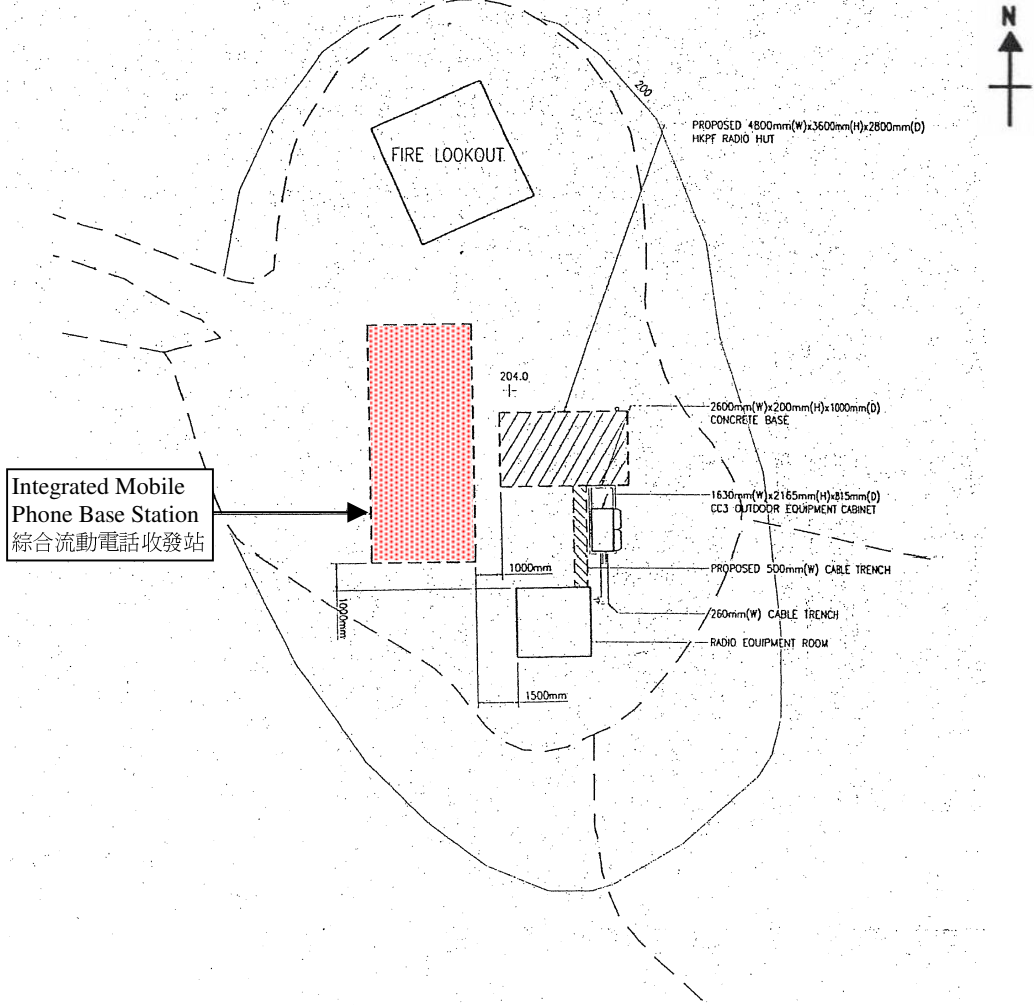 N
200
PROPOSED 4800mm(W)x3600mm(H)x2800mm(D)
HKPF RADIO HUT
FIRE LOOKOUT
204.0
2600mm(W)x200mm(H)x1000mm(D)
CONCRETE BASE
Integrated Mobile
Phone Base Station
綜合流動電話收發站
1630mm(W)x2165mm(H)x815mm(D)
CC3 OUTDOOR EQUIPMENT CABINET
1000mm
PROPOSED 500mm(W) CABLE TRENCH
1000mm
260mm(W) CABLE TRENCH
RADIO EQUIPMENT ROOM
1500mm